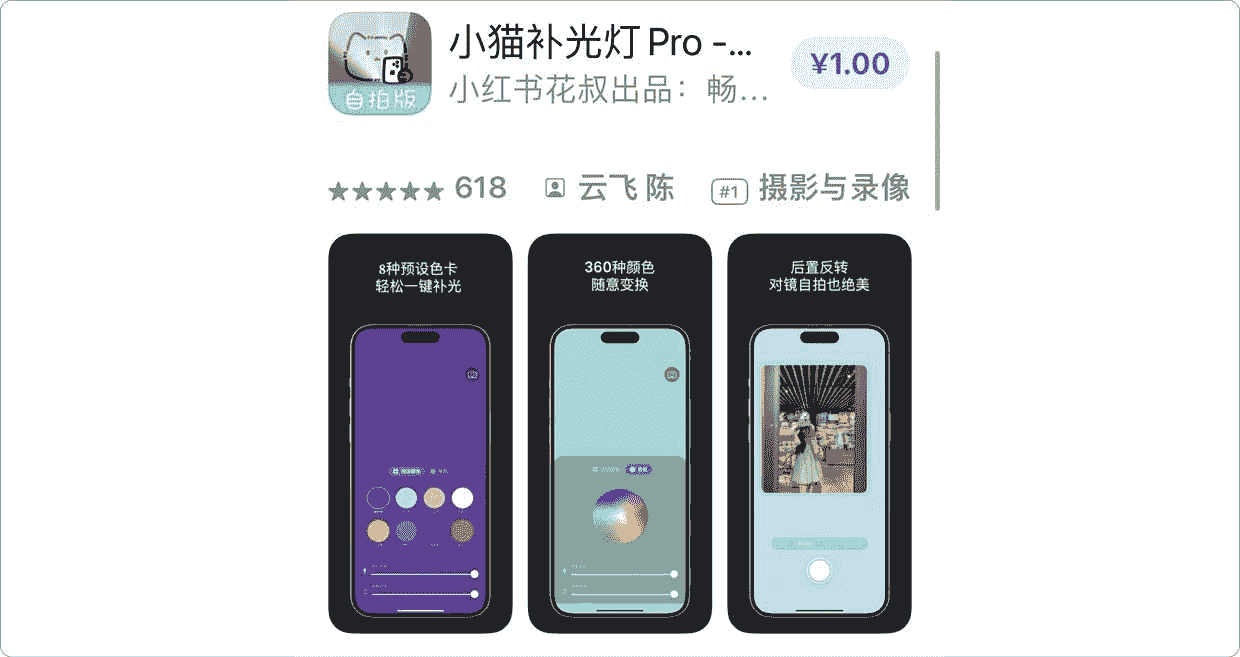 小猫补光灯 Pro -...
¥1.00
小红书花叔出品：畅...
自拍版
★★★★★ 618
云飞 陈
#1 摄影与录像
8种预设色卡
轻松一键补光
360种颜色
随意变换
后置反转
对镜自拍也绝美